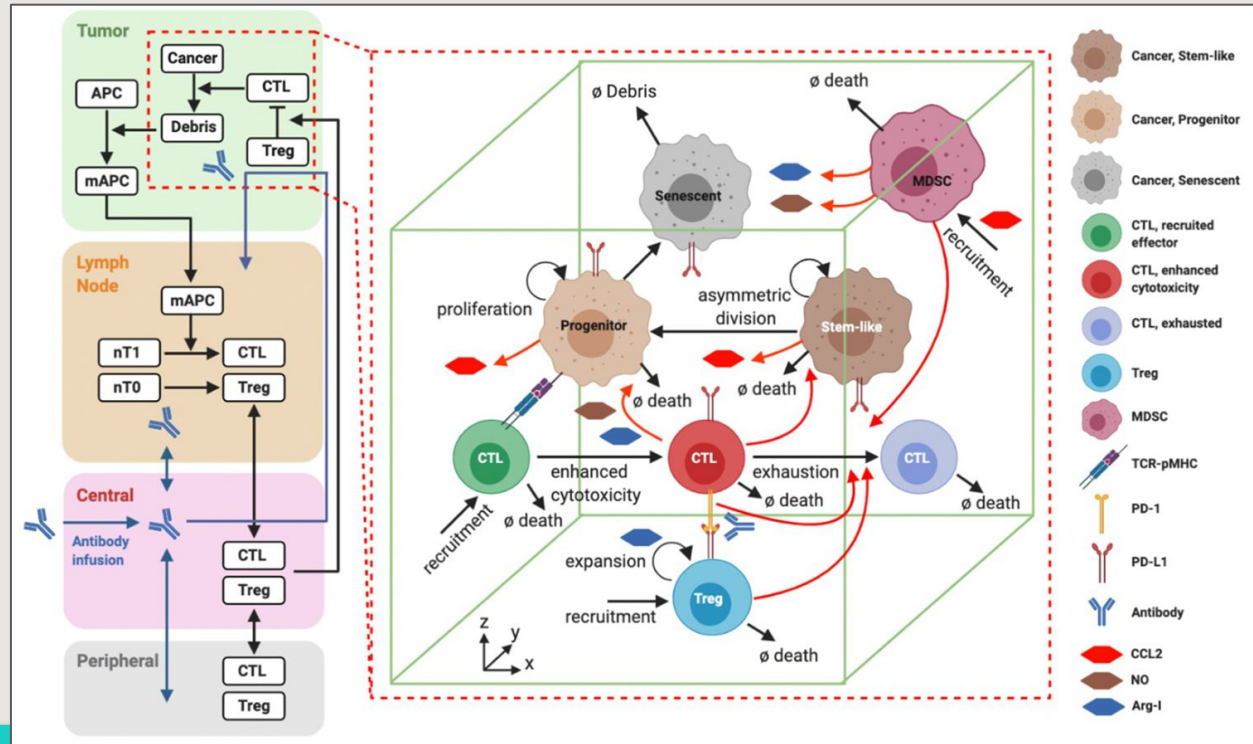 Tumor
Cancer
APC
CTL
Debris
Treg
mAPC
Lymph
Node
mAPC
nT1
CTL
nT0
Treg
Central
Antibody
infusion
CTL
Treg
Peripheral
CTL
Treg
ø Debris
ø death
Senescent
MDSC
recruitment
proliferation
asymmetric
division
Progenitor
Stem-like
ø death
ø death
CTL
enhanced
cytotoxicity
CTL
exhaustion
CTL
ø death
ø death
ø death
recruitment
expansion
Treg
recruitment
ø death
z
y
x
Cancer, Stem-like
Cancer, Progenitor
Cancer, Senescent
CTL, recruited
effector
CTL, enhanced
cytotoxicity
CTL, exhausted
Treg
MDSC
TCR-pMHC
PD-1
PD-L1
Antibody
CCL2
NO
Arg-I